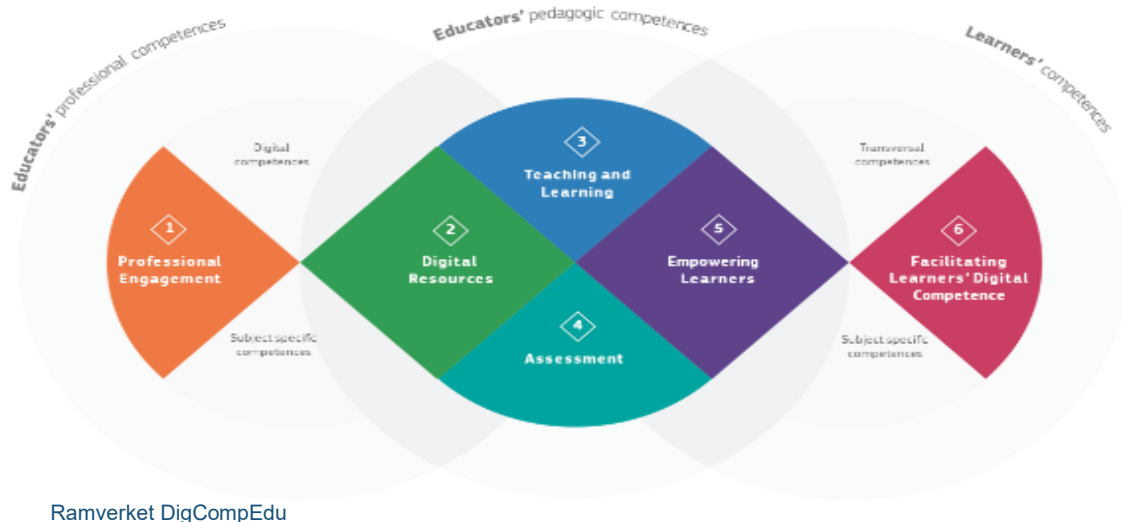 Educators' professional competences
Educators' pedagogic competences
Learners' competences
Digital
competences
Transversal
competences
1
Professional
Engagement
2
Digital
Resources
3
Teaching and
Learning
4
Assessment
5
Empowering
Learners
6
Facilitating
Learners' Digital
Competence
Subject specific
competences
Subject specific
competences
Ramverket DigCompEdu